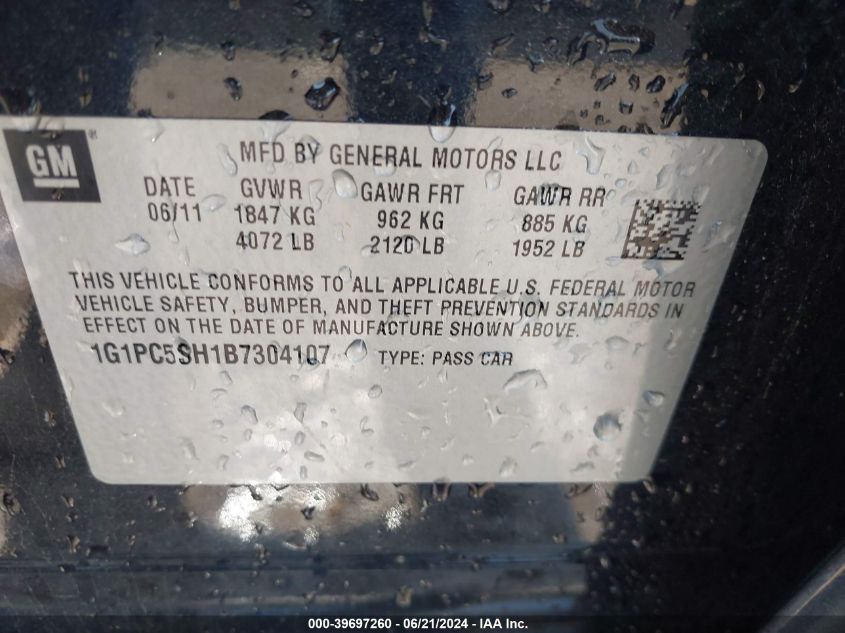 GM ®
MFD BY GENERAL MOTORS LLC
DATE GVWR GAWR FRT GAWR RR
06/11 1847 KG 962 KG 885 KG
4072 LB 2120 LB 1952 LB
THIS VEHICLE CONFORMS TO ALL APPLICABLE U.S. FEDERAL MOTOR
VEHICLE SAFETY, BUMPER, AND THEFT PREVENTION STANDARDS IN
EFFECT ON THE DATE OF MANUFACTURE SHOWN ABOVE.
1G1PC5SH1B7304107 TYPE: PASS CAR
000-39697260 - 06/21/2024 - IAA Inc.